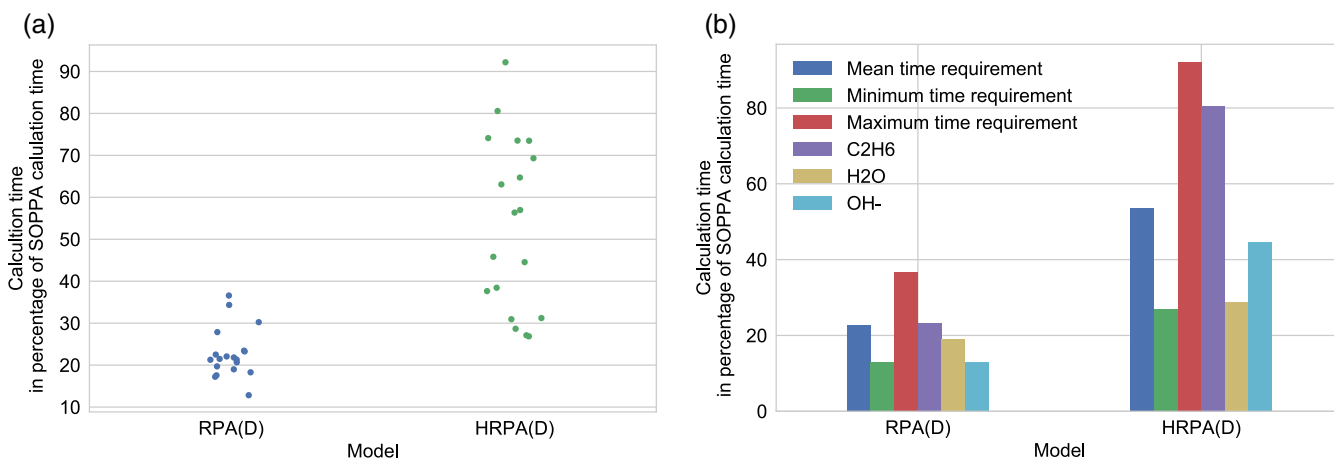 (a)
Calcultion time
in percentage of SOPPA calulation time
90
80
70
60
50
40
30
20
10
RPA(D)
HRPA(D)
Model
(b)
Calculation time
in percentage of SOPPA calculation time
80
60
40
20
0
Mean time requirement
Minimum time requirement
Maximum time requirement
C2H6
H2O
OH-
RPA(D)
HRPA(D)
Model